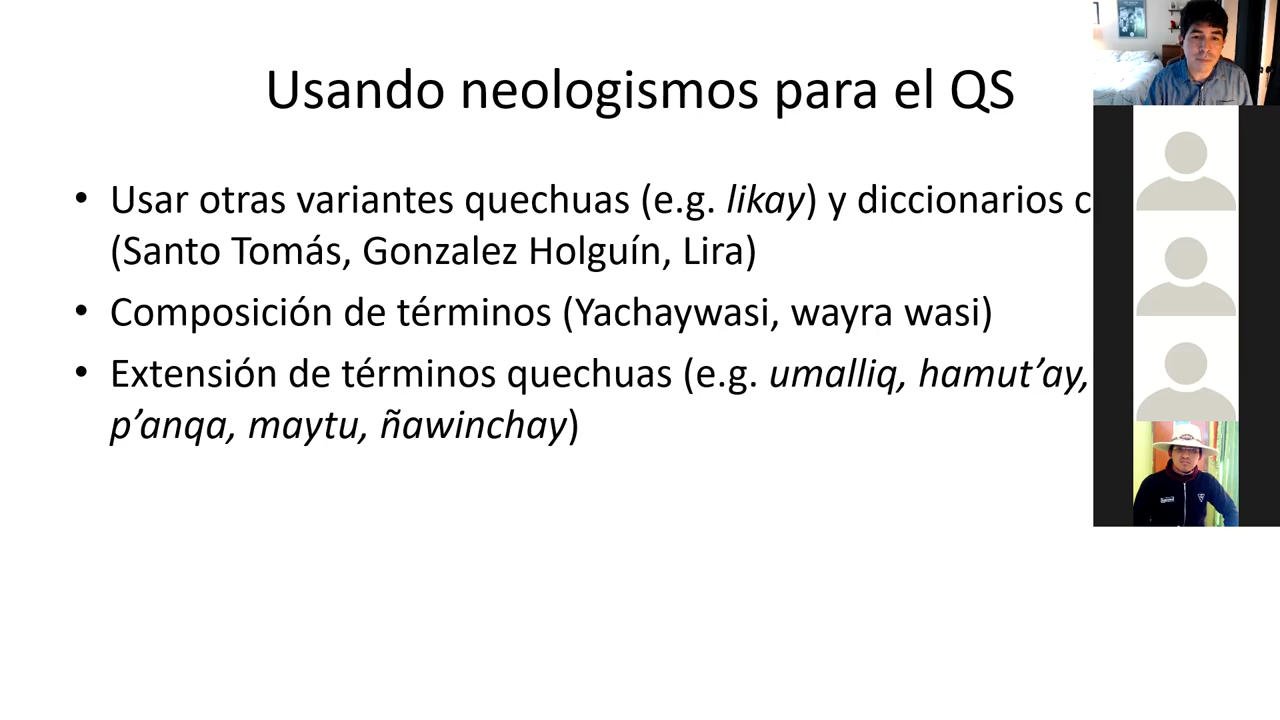 Usando neologismos para el QS
• Usar otras variantes quechuas (e.g. likay) y diccionarios
(Santo Tomás, Gonzalez Holguín, Lira)
• Composición de términos (Yachaywasi, wayra wasi)
• Extensión de términos quechuas (e.g. umalliq, hamut’ay,
p’anqa, maytu, ñawinchay)